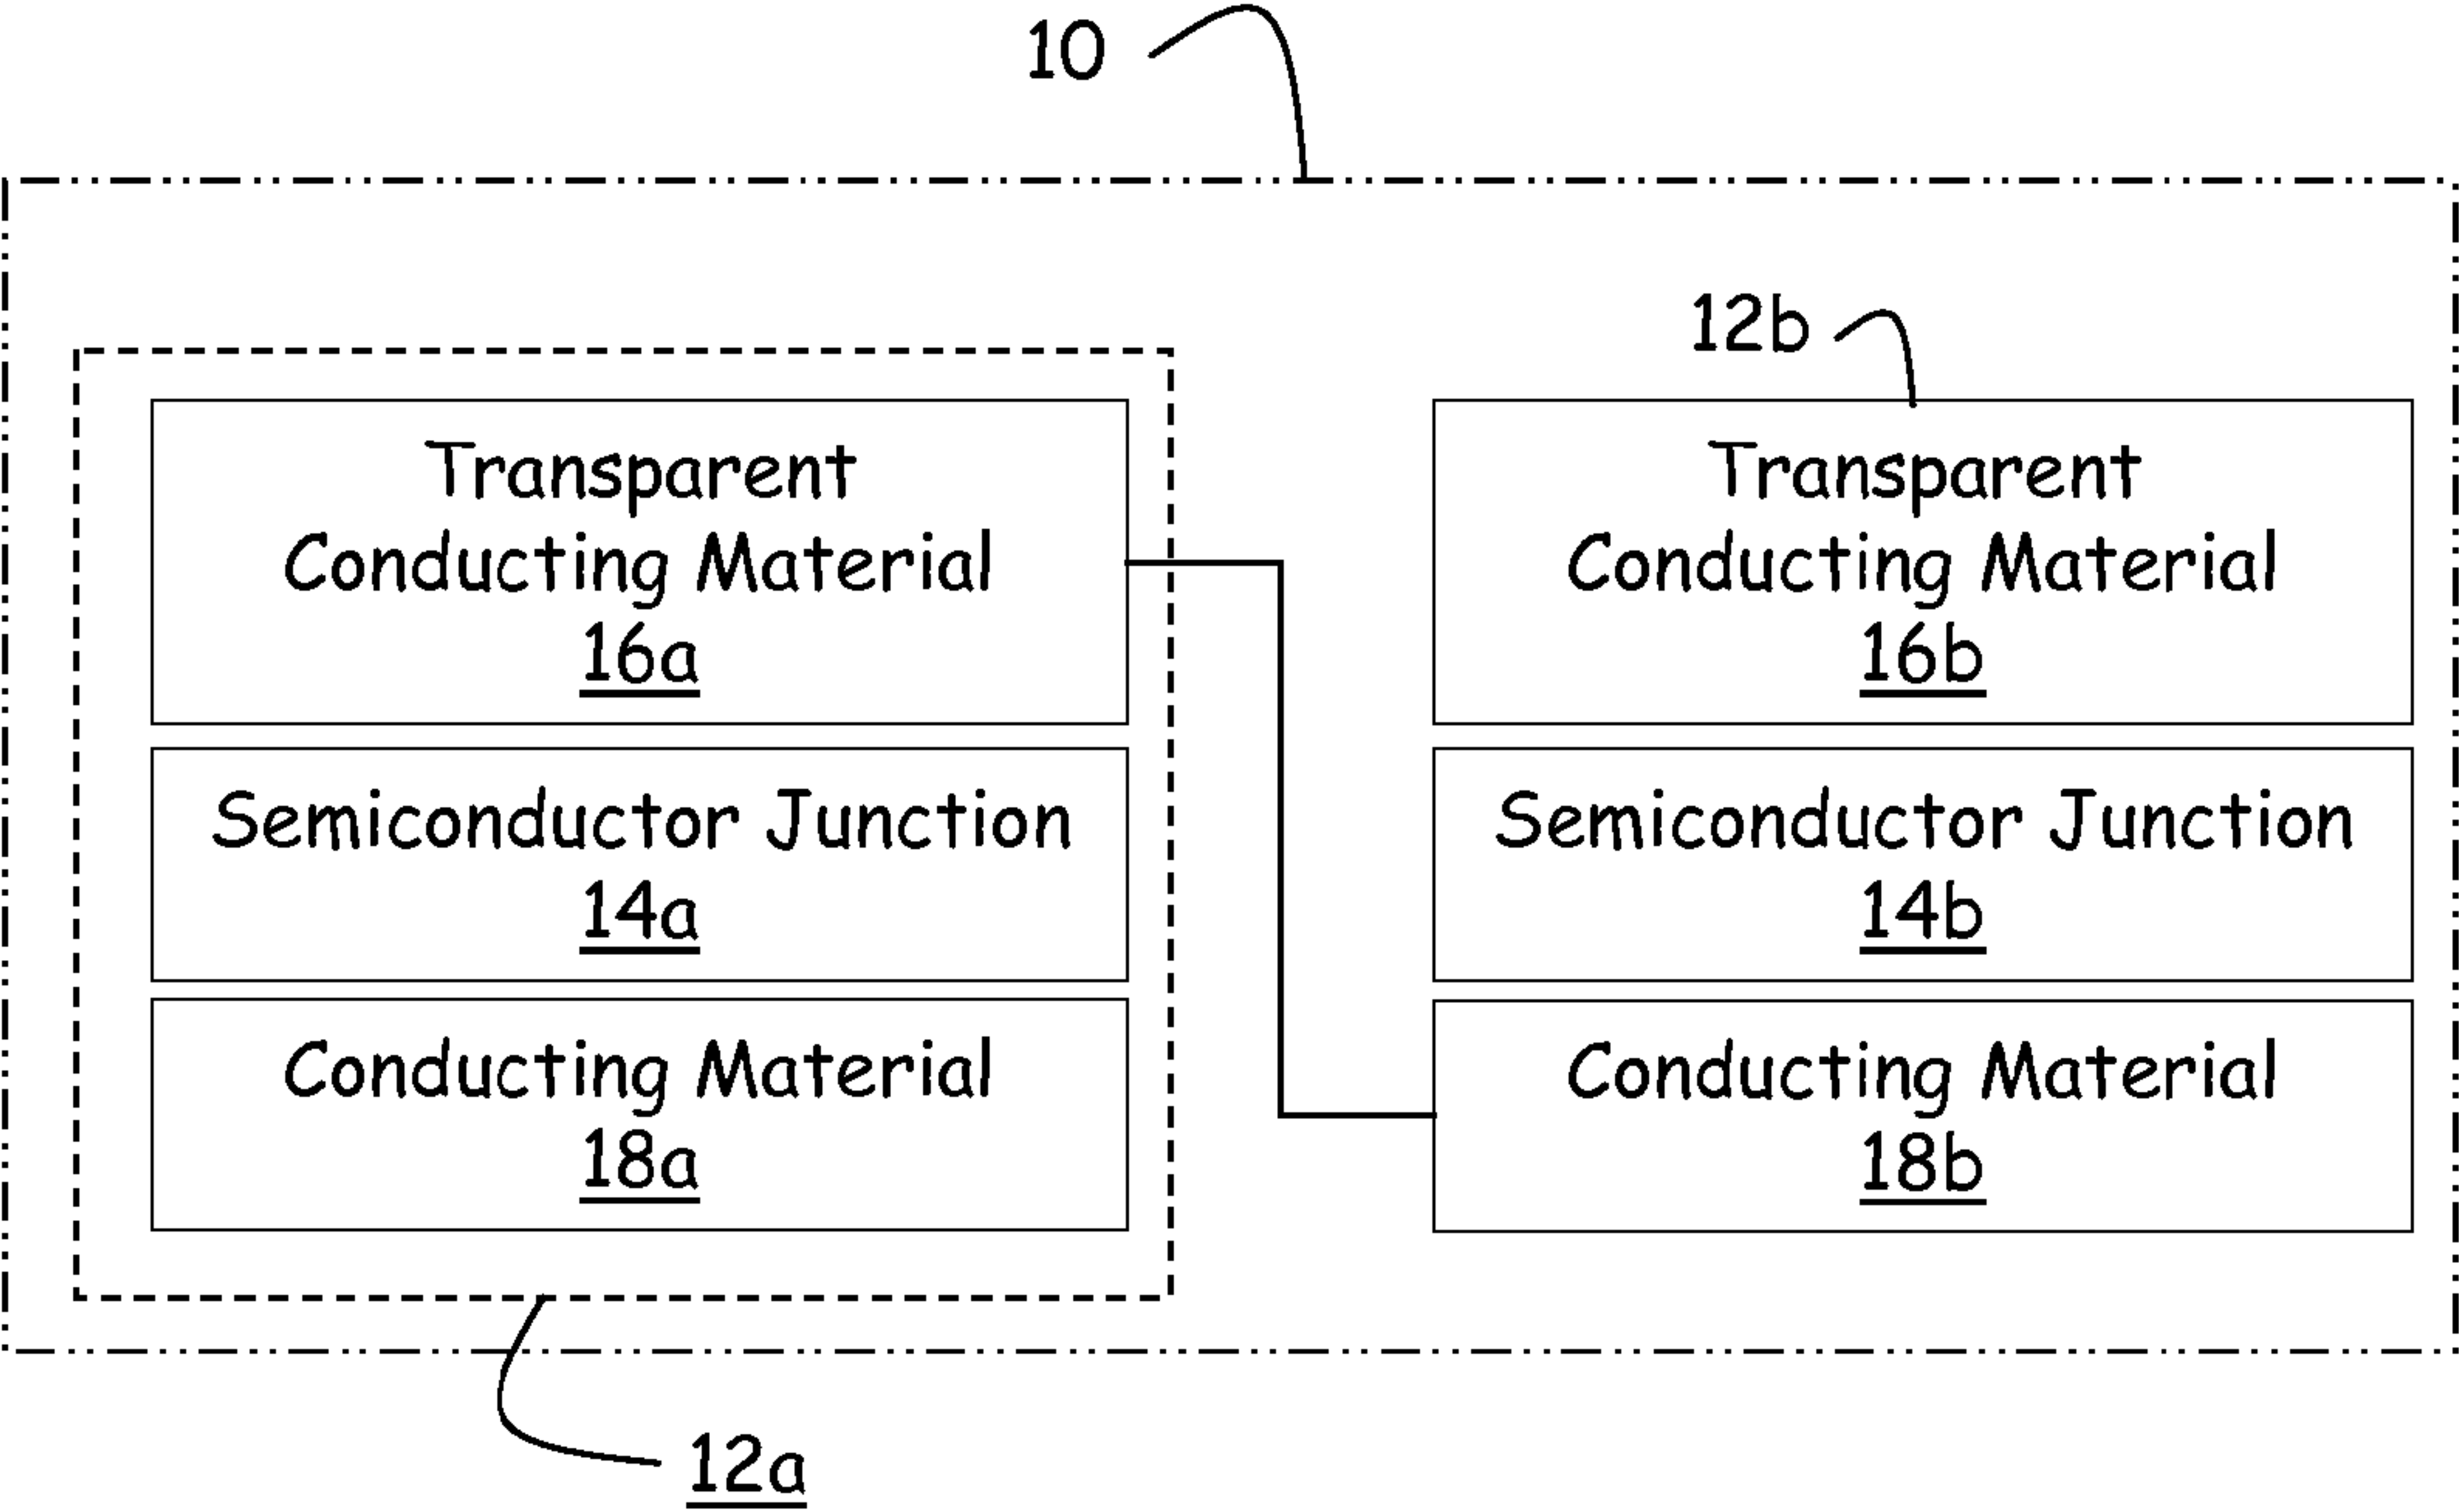 10
12b
Transparent
Conducting Material
16a
Semiconductor Junction
14a
Conducting Material
18a
Transparent
Conducting Material
16b
Semiconductor Junction
14b
Conducting Material
18b
12a